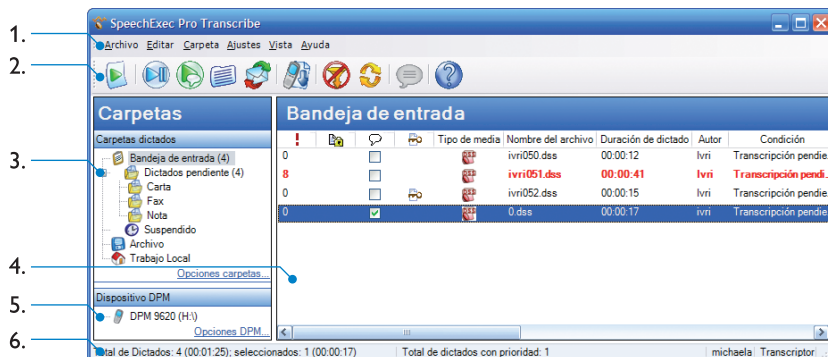 SpeechExec Pro Transcribe
1.
Archivo Editar Carpeta Ajustes Vista Ayuda
2.
Carpetas
Bandeja de entrada
Carpetas dictados
Tipo de media Nombre del archivo Duración de dictado Autor Condición
Bandeja de entrada (4)
0 ivri050.dss 00:00:12 Ivri Transcripción pendie.
3.
Dictados pendiente (4)
8 ivri051.dss 00:00:41 Ivri Transcripción pendi.
Carta
0 ivri052.dss 00:00:15 Ivri Transcripción pendie.
Fax
0 0.dss 00:00:17 ivri Transcripción pendie.
Nota
Suspendido
Archivo
Trabajo Local
4.
Opciones carpetas...
Dispositivo DPM
5.
DPM 9620 (H:\)
Opciones DPM...
6.
Total de Dictados: 4 (00:01:25); seleccionados: 1 (00:00:17) Total de dictados con prioridad: 1 michaela Transcriptor